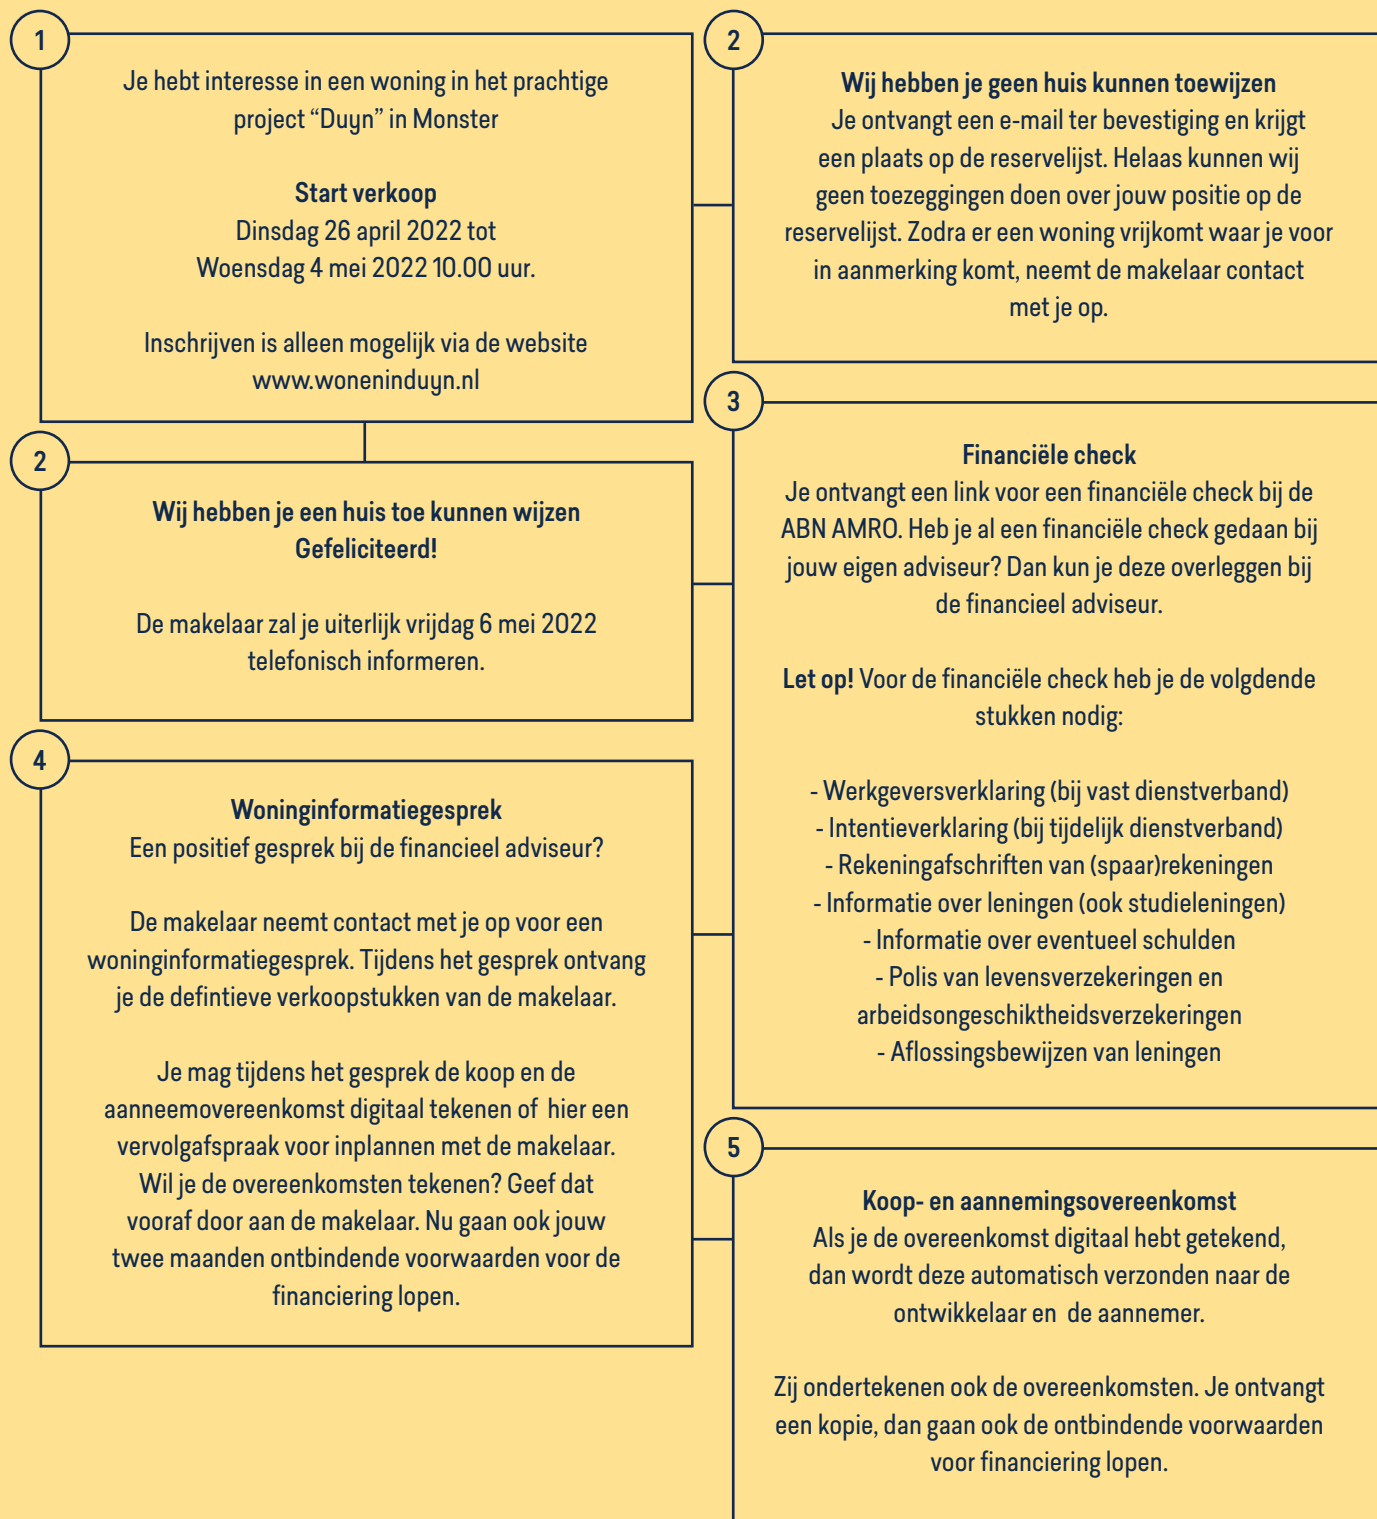 1
Je hebt interesse in een woning in het prachtige
project “Duyn” in Monster
Start verkoop
Dinsdag 26 april 2022 tot
Woensdag 4 mei 2022 10.00 uur.
Inschrijven is alleen mogelijk via de website
www.woneninduyn.nl
2
Wij hebben je geen huis kunnen toewijzen
Je ontvangt een e-mail ter bevestiging en krijgt
een plaats op de reservelijst. Helaas kunnen wij
geen toezeggingen doen over jouw positie op de
reservelijst. Zodra er een woning vrijkomt waar je voor
in aanmerking komt, neemt de makelaar contact
met je op.
2
Wij hebben je een huis toe kunnen wijzen
Gefeliciteerd!
De makelaar zal je uiterlijk vrijdag 6 mei 2022
telefonisch informeren.
3
Financiële check
Je ontvangt een link voor een financiële check bij de
ABN AMRO. Heb je al een financiële check gedaan bij
jouw eigen adviseur? Dan kun je deze overleggen bij
de financieel adviseur.
Let op! Voor de financiële check heb je de volgdende
stukken nodig:
- Werkgeversverklaring (bij vast dienstverband)
- Intentieverklaring (bij tijdelijk dienstverband)
- Rekeningafschriften van (spaar)rekeningen
- Informatie over leningen (ook studieleningen)
- Informatie over eventueel schulden
- Polis van levensverzekeringen en
arbeidsongeschiktheidsverzekeringen
- Aflossingsbewijzen van leningen
4
Woninginformatiegesprek
Een positief gesprek bij de financieel adviseur?
De makelaar neemt contact met je op voor een
woninginformatiegesprek. Tijdens het gesprek ontvang
je de defintieve verkoopstukken van de makelaar.
Je mag tijdens het gesprek de koop en de
aanneemovereenkomst digitaal tekenen of hier een
vervolgafspraak voor inplannen met de makelaar.
Wil je de overeenkomsten tekenen? Geef dat
vooraf door aan de makelaar. Nu gaan ook jouw
twee maanden ontbindende voorwaarden voor de
financiering lopen.
5
Koop- en aannemingsovereenkomst
Als je de overeenkomst digitaal hebt getekend,
dan wordt deze automatisch verzonden naar de
ontwikkelaar en de aannemer.
Zij ondertekenen ook de overeenkomsten. Je ontvangt
een kopie, dan gaan ook de ontbindende voorwaarden
voor financiering lopen.